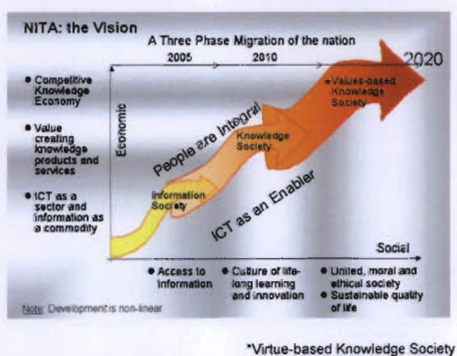 NITA: the Vision
A Three Phase Migration of the nation
2005
2010
2020
● Competitive
Knowledge
Economy
● Value
creating
knowledge
products and
services
● ICT as a
sector and
information as
a commodity
Economic
People are Integral
Information
Society
Knowledge
Society
Values-based
Knowledge
Society
ICT as an Enabler
Social
● Access to
information
● Culture of life-
long learning
and innovation
● United, moral and
ethical society
● Sustainable quality
of life
Note: Development is non-linear
*Virtue-based Knowledge Society